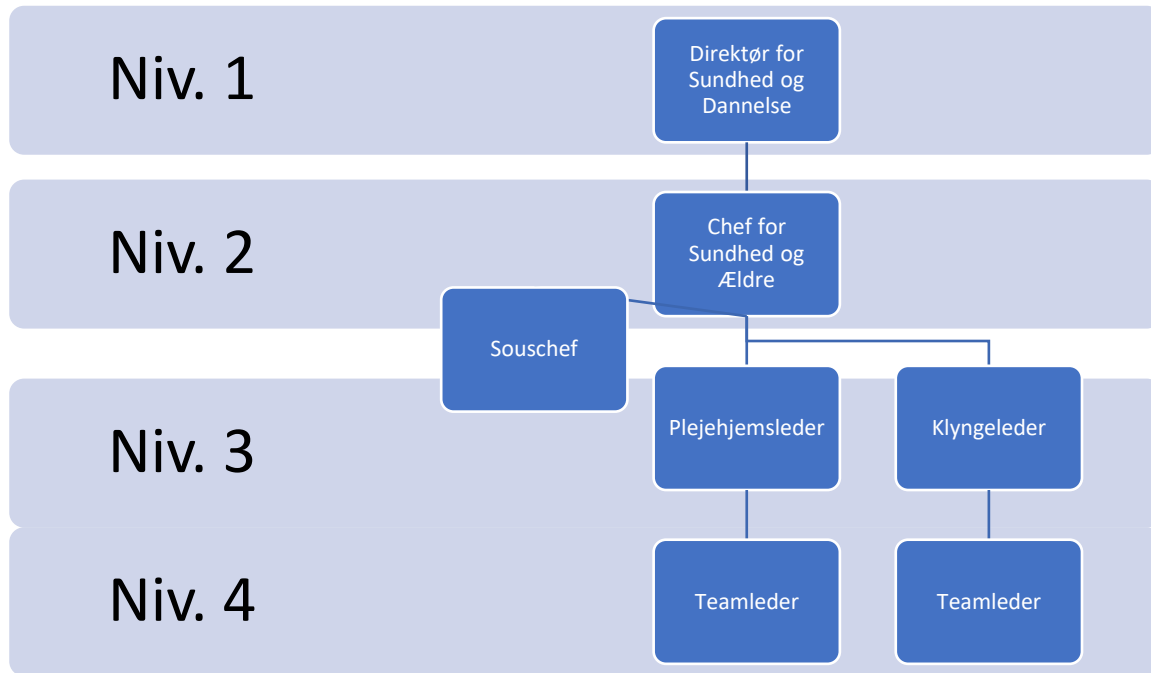 Niv. 1
Direktør for
Sundhed og
Dannelse
Niv. 2
Chef for
Sundhed og
Ældre
Souschef
Niv. 3
Plejehjemsleder
Klyngeleder
Niv. 4
Teamleder
Teamleder